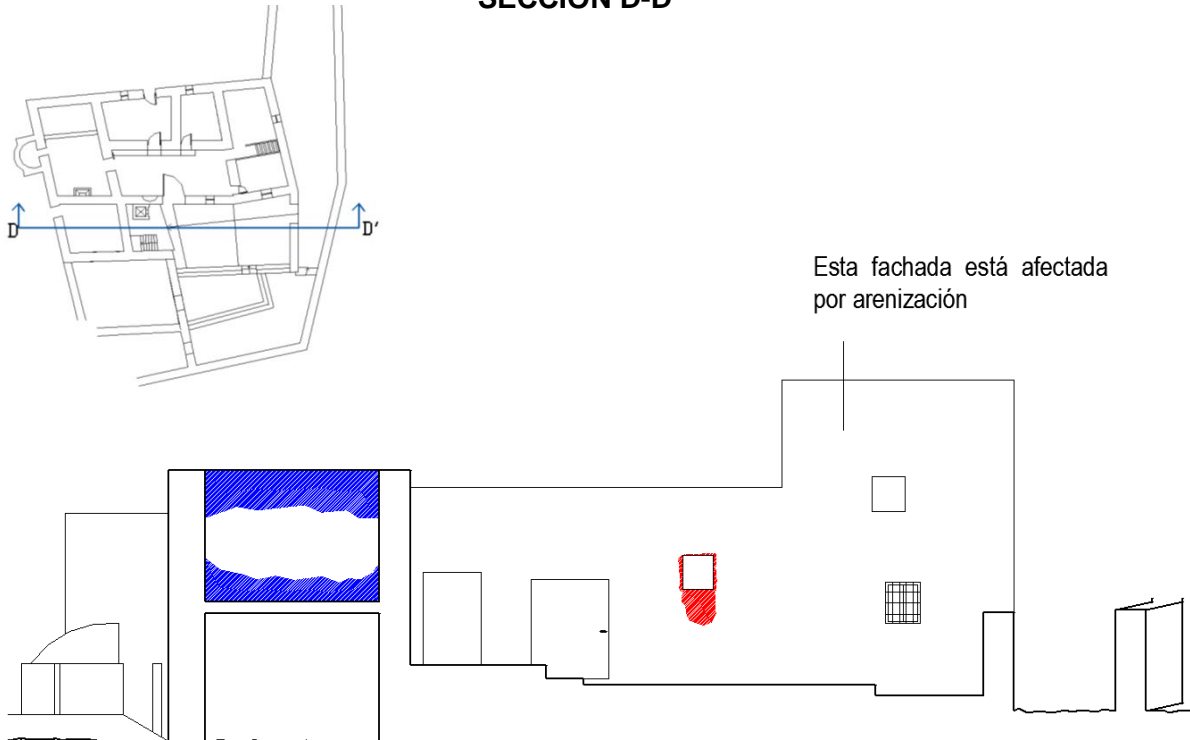 SECCIÓN D-D
D
D'
Esta fachada está afectada
por arenización